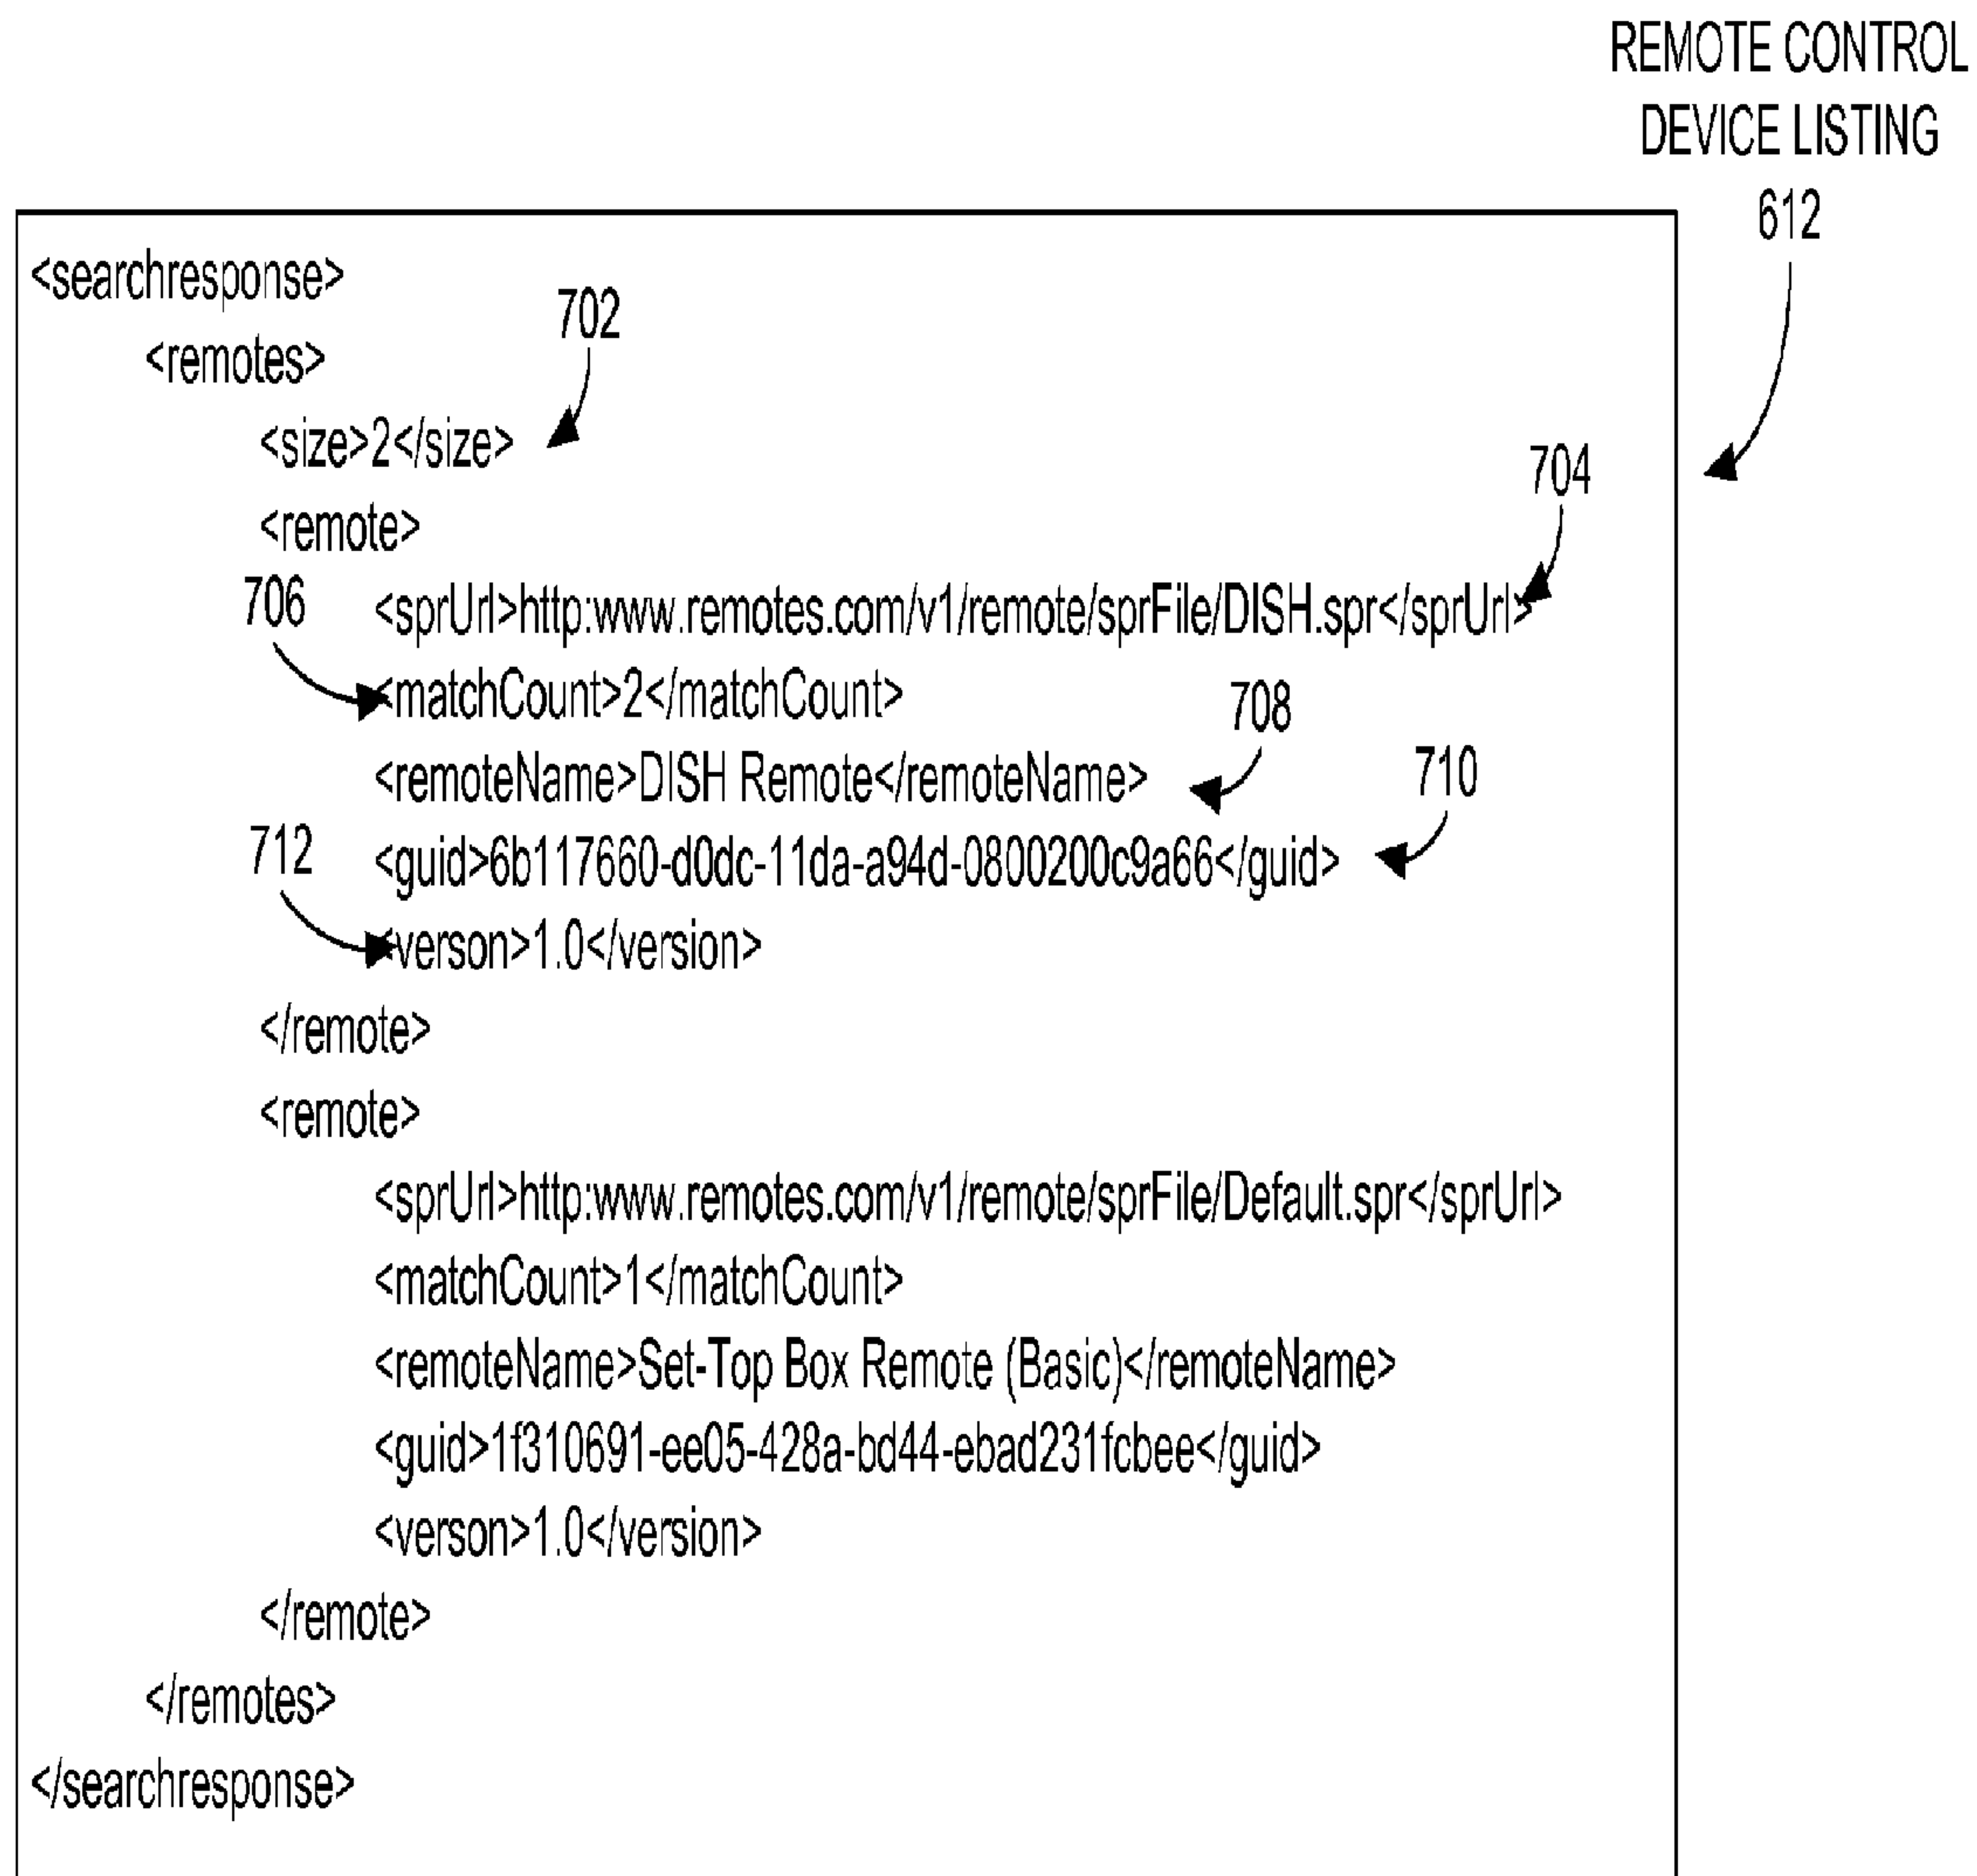 REMOTE CONTROL
DEVICE LISTING
612
<searchresponse>
702
<remotes>
<size>2</size>
704
<remote>
706
<sprUrl>http:www.remotes.com/v1/remote/sprFile/DISH.spr</sprUrl>
<matchCount>2</matchCount>
708
<remoteName>DISH Remote</remoteName>
710
712
<guid>6b117660-d0dc-11da-a94d-0800200c9a66</guid>
<verson>1.0</version>
</remote>
<remote>
<sprUrl>http:www.remotes.com/v1/remote/sprFile/Default.spr</sprUrl>
<matchCount>1</matchCount>
<remoteName>Set-Top Box Remote (Basic)</remoteName>
<guid>1f310691-ee05-428a-bd44-ebad231fcbee</guid>
<verson>1.0</version>
</remote>
</remotes>
</searchresponse>